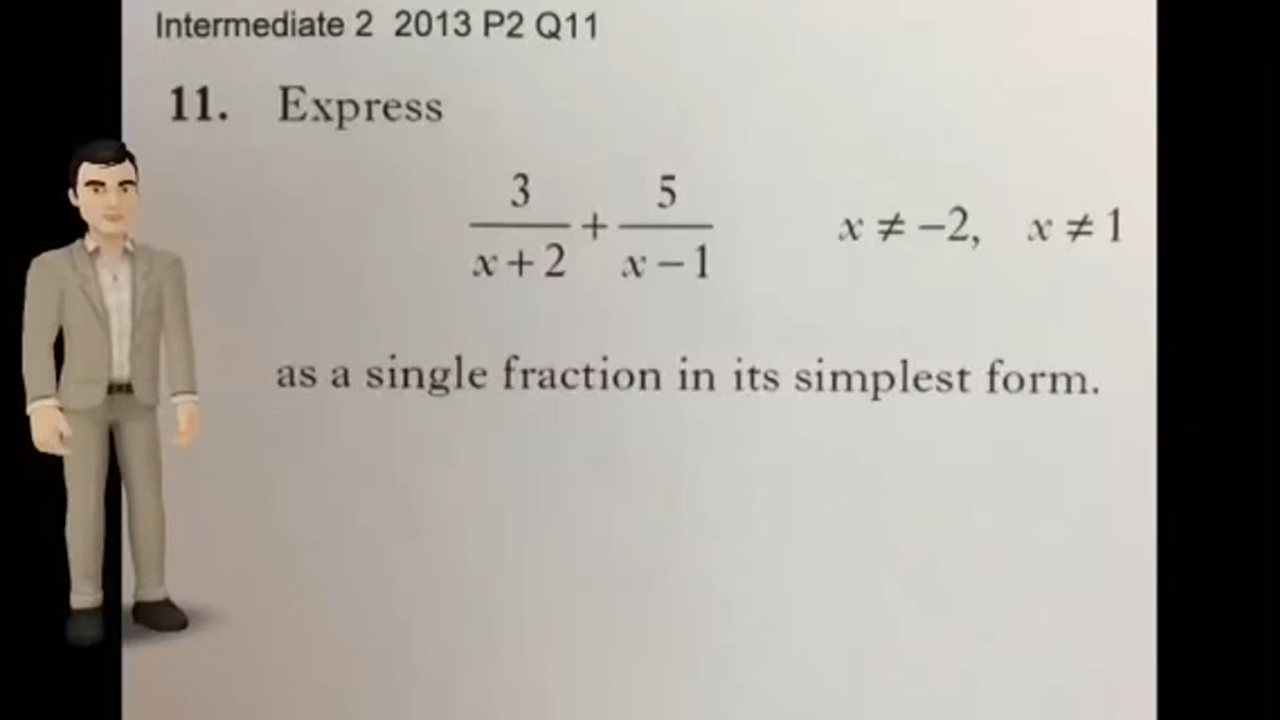 Intermediate 2 2013 P2 Q11
11. Express
3/(x+2) + 5/(x−1) x ≠ −2, x ≠ 1
as a single fraction in its simplest form.